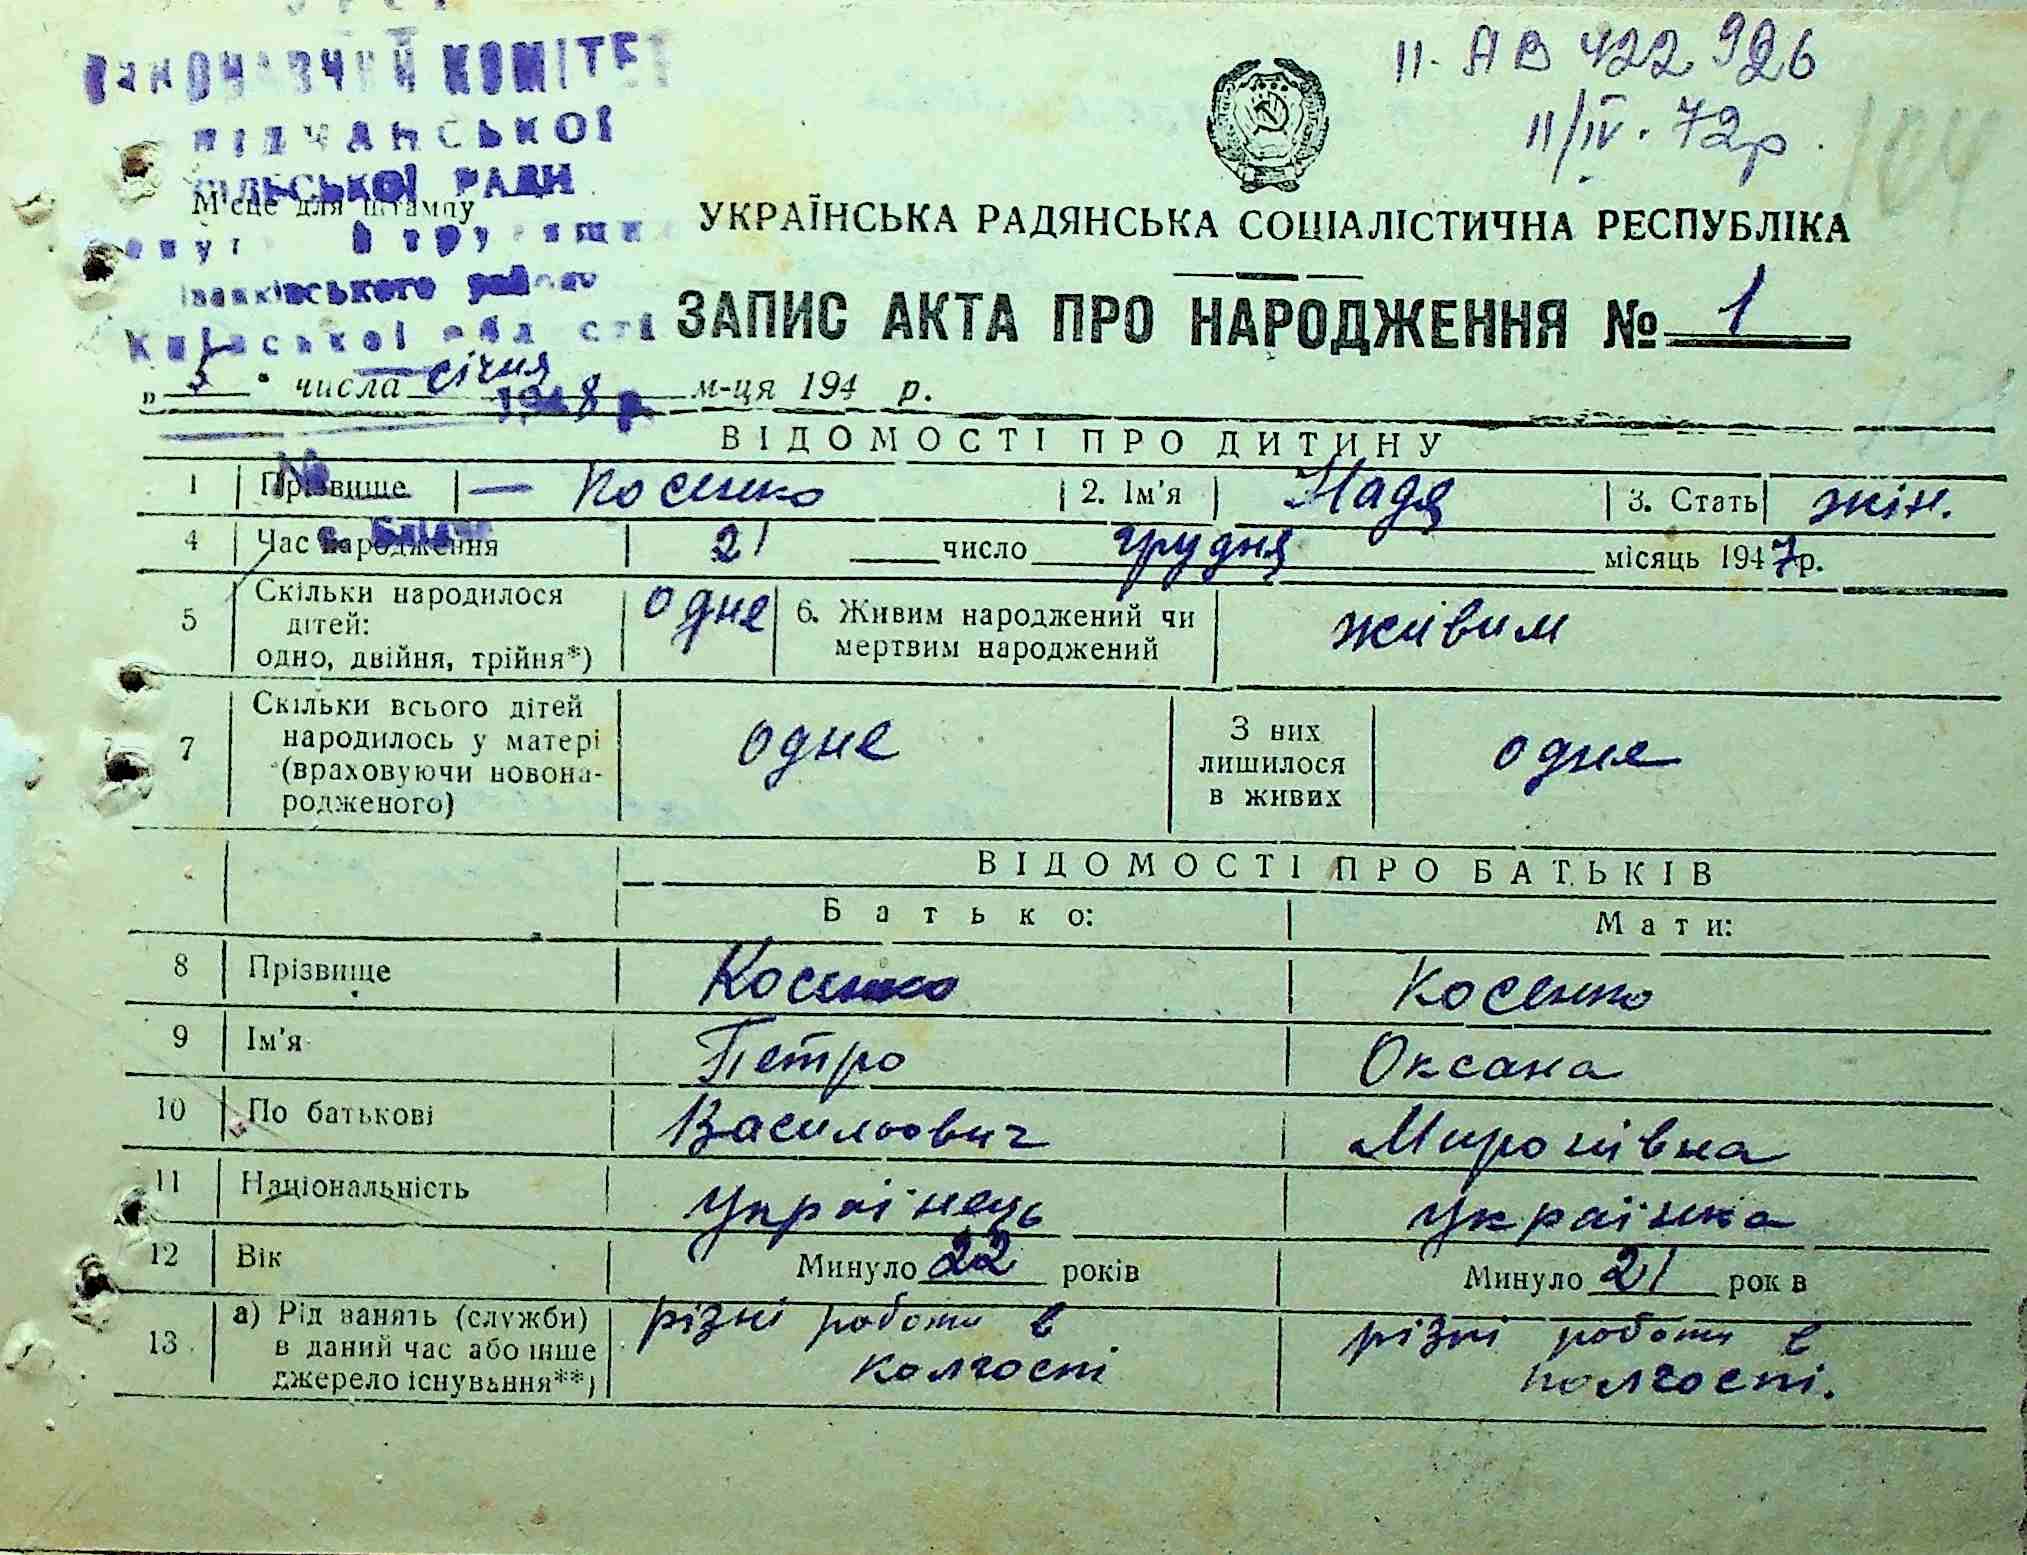 УРСР
ВИКОНАВЧИЙ КОМІТЕТ
СІЛЬСЬКОЇ РАДИ
Місце для штампу
Іванківського району
Київської області
1948 р.
№
II-АВ 422926
11/IV-72р.
104
УКРАЇНСЬКА РАДЯНСЬКА СОЦІАЛІСТИЧНА РЕСПУБЛІКА
ЗАПИС АКТА ПРО НАРОДЖЕННЯ № 1
„5“ числа січня м-ця 194 р.
ВІДОМОСТІ ПРО ДИТИНУ
1 Прізвище — Косенко 2. Ім'я Надя 3. Стать жін.
4 Час народження 21 число грудня місяць 1947р.
5 Скільки народилося дітей: одно, двійня, трійня*) одне 6. Живим народжений чи мертвим народжений живим
7 Скільки всього дітей народилось у матері (враховуючи новонародженого) одне З них лишилося в живих одне
ВІДОМОСТІ ПРО БАТЬКІВ
Батько: Мати:
8 Прізвище Косенко Косенко
9 Ім'я Петро Оксана
10 По батькові Васильович Миронівна
11 Національність українець українка
12 Вік Минуло 22 років Минуло 21 рок в
13 а) Рід занять (служби) в даний час або інше джерело існування**) різні роботи в колгоспі різні роботи в колгоспі.